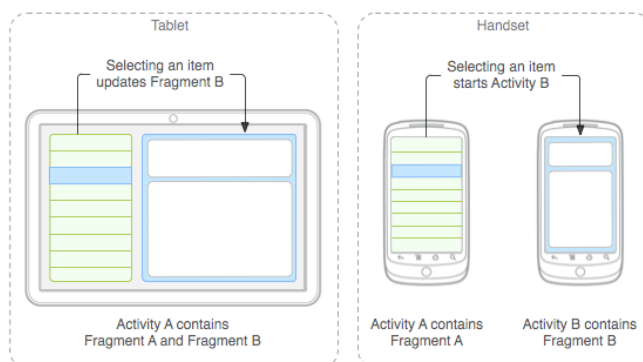 Tablet
Selecting an item
updates Fragment B
Activity A contains
Fragment A and Fragment B
Handset
Selecting an item
starts Activity B
Activity A contains
Fragment A
Activity B contains
Fragment B